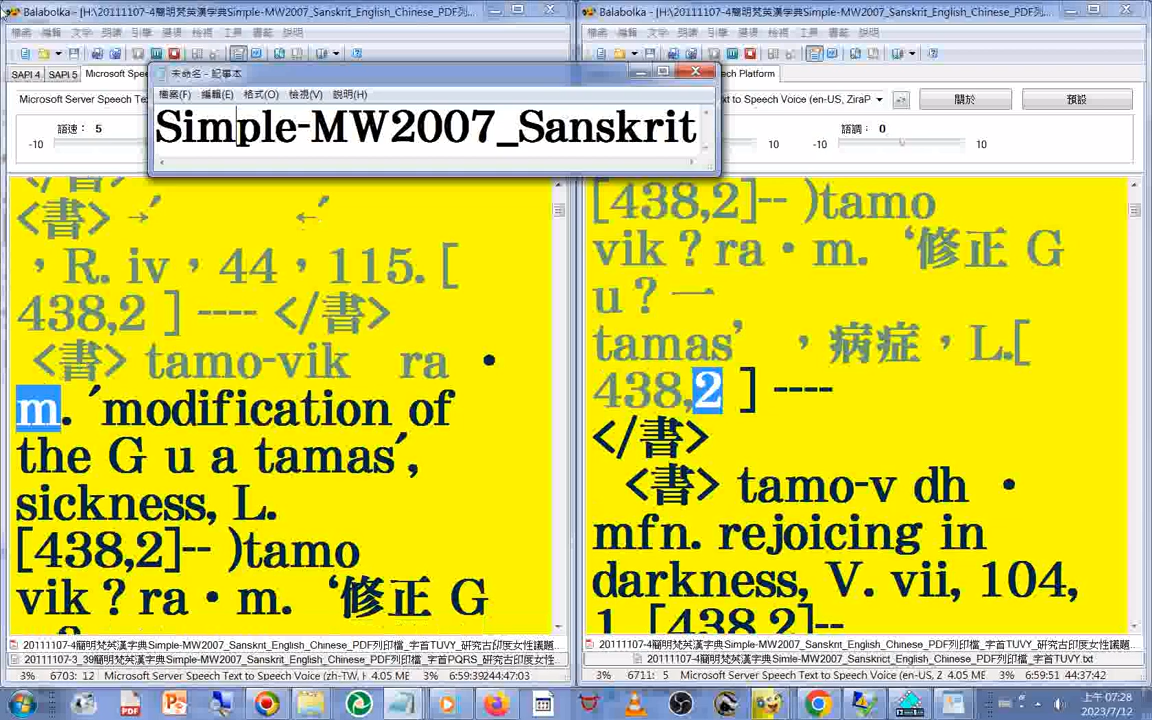 Balabolka - [H:\20111107-4簡明梵英漢字典Simple-MW2007_Sanskrit_English_Chinese_PDF列...
Balabolka - [H:\20111107-4簡明梵英漢字典Simple-MW2007_Sanskrit_English_Chinese_PDF列印...
SAPI 4 SAPI 5 Microsoft Spee
未命名 - 記事本
檔案(F) 編輯(E) 格式(O) 檢視(V) 說明(H)
Simple-MW2007_Sanskrit
Microsoft Server Speech Text
語速： 5
-10
ech Platform
xt to Speech Voice (en-US, ZiraP
關於
預設
語調： 0
10 -10 10
</書>
<書> →′ ←′
，R. iv，44，115. [
438,2 ] ---- </書>
<書> tamo-vik ra •
m. ′modification of
the G u a tamas′,
sickness, L.
[438,2]-- )tamo
vik？ra•m.‘修正 G
[438,2]-- )tamo
vik？ra•m.‘修正 G
u？一
tamas’ ，病症，L.[
438,2 ] ----
</書>
<書> tamo-v dh •
mfn. rejoicing in
darkness, V. vii, 104,
1. [438,2]--
20111107-4簡明梵英漢字典Simple-MW2007_Sanskrit_English_Chinese_PDF列印檔_字首TUVY_研究古印度女性議題
20111107-3_39簡明梵英漢字典Simple-MW2007_Sanskrit_English_Chinese_PDF列印檔_字首PQRS_研究古印度女性
3% 6703: 12 Microsoft Server Speech Text to Speech Voice (zh-TW, H 4.05 ME 3% 6:59:39/44:47:03
20111107-4簡明梵英漢字典Simple-MW2007_Sanskrit_English_Chinese_PDF列印檔_字首TUVY_研究古印度女性議題
20111107-4簡明梵英漢字典Simle-MW2007_Sanskrict_English_Chinese_PDF列印檔_字首TUVY.txt
3% 6711: 5 Microsoft Server Speech Text to Speech Voice (en-US, Z 4.05 ME 3% 6:59:51 44:37:42
上午 07:28
2023/7/12